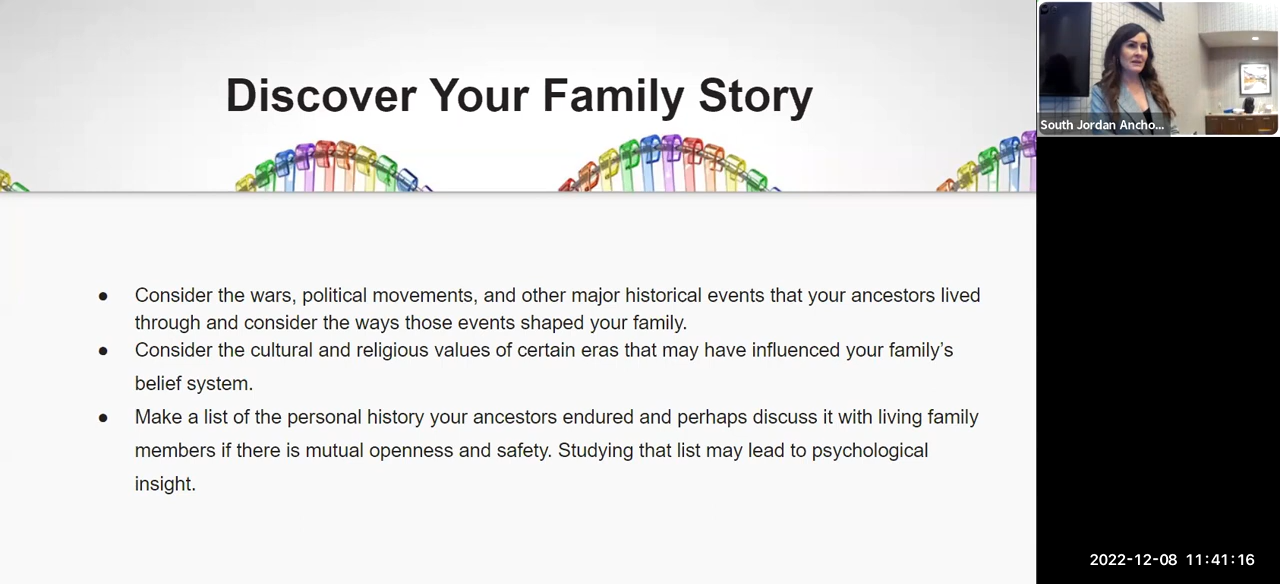 Discover Your Family Story
South Jordan Ancho...
● Consider the wars, political movements, and other major historical events that your ancestors lived
through and consider the ways those events shaped your family.
● Consider the cultural and religious values of certain eras that may have influenced your family’s
belief system.
● Make a list of the personal history your ancestors endured and perhaps discuss it with living family
members if there is mutual openness and safety. Studying that list may lead to psychological
insight.
2022-12-08 11:41:16